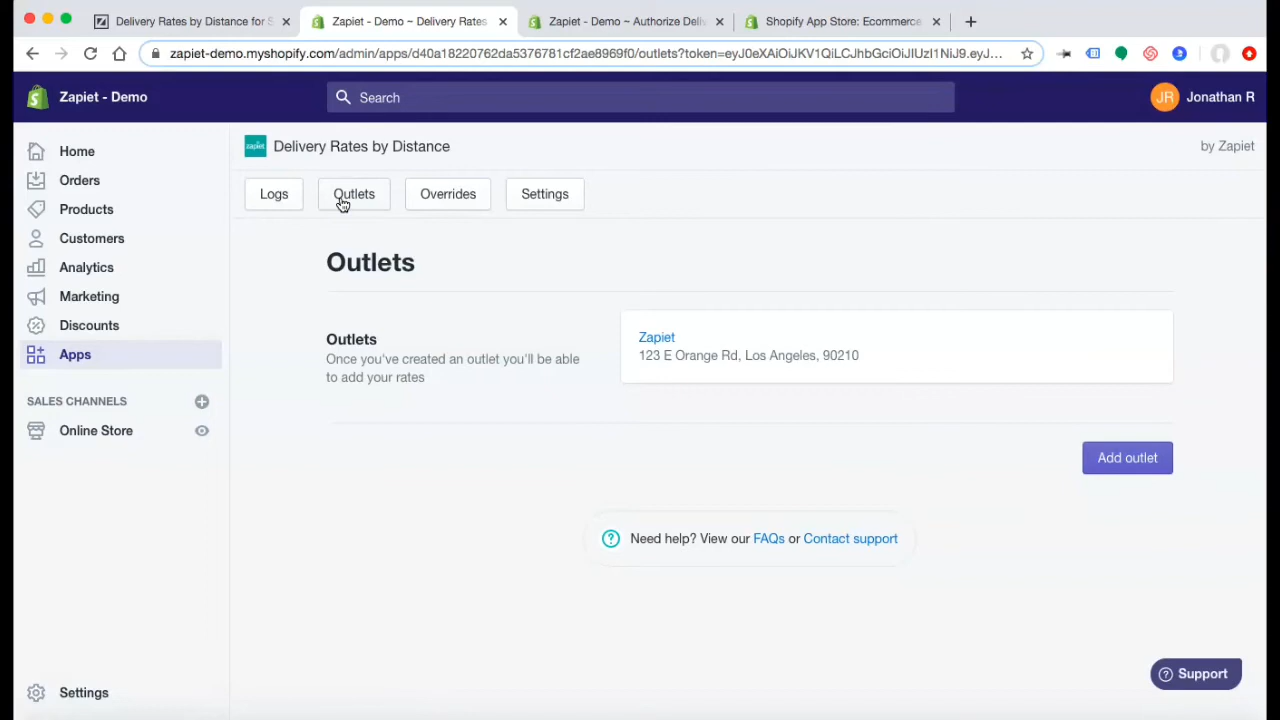 Delivery Rates by Distance for S
Zapiet - Demo ~ Delivery Rates
Zapiet - Demo ~ Authorize Deliv
Shopify App Store: Ecommerce
zapiet-demo.myshopify.com/admin/apps/d40a18220762da5376781cf2ae8969f0/outlets?token=eyJ0eXAiOiJKV1QiLCJhbGciOiJIUzI1NiJ9.eyJ...
Zapiet - Demo
Search
JR Jonathan R
Home
Orders
Products
Customers
Analytics
Marketing
Discounts
Apps
SALES CHANNELS
Online Store
Settings
zapiet Delivery Rates by Distance
by Zapiet
Logs Outlets Overrides Settings
Outlets
Outlets
Once you've created an outlet you'll be able
to add your rates
Zapiet
123 E Orange Rd, Los Angeles, 90210
Add outlet
Need help? View our FAQs or Contact support
Support